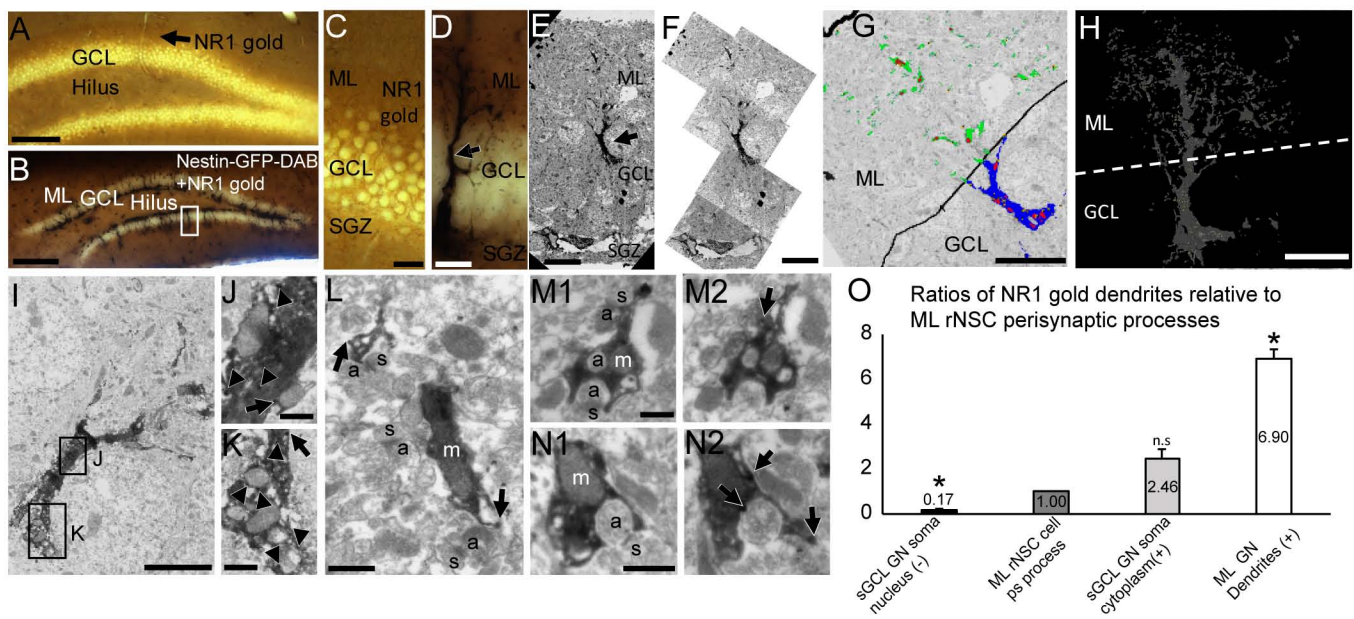 A
NR1 gold
GCL
Hilus
B
Nestin-GFP-DAB
+NR1 gold
ML GCL Hilus
C
ML
NR1
gold
GCL
SGZ
D
ML
GCL
SGZ
E
ML
GCL
SGZ
F
G
ML
GCL
H
ML
GCL
I
J
K
J
K
L
a
s
s
a
m
a
s
M1
s
a
a
m
a
s
M2
N1
m
a
s
N2
O
Ratios of NR1 gold dendrites relative to
ML rNSC perisynaptic processes
8
6
4
2
0
*
0.17
1.00
n.s
2.46
*
6.90
sGCL GN soma
nucleus (-)
ML rNSC cell
ps process
sGCL GN soma
cytoplasm(+)
ML GN
Dendrites (+)